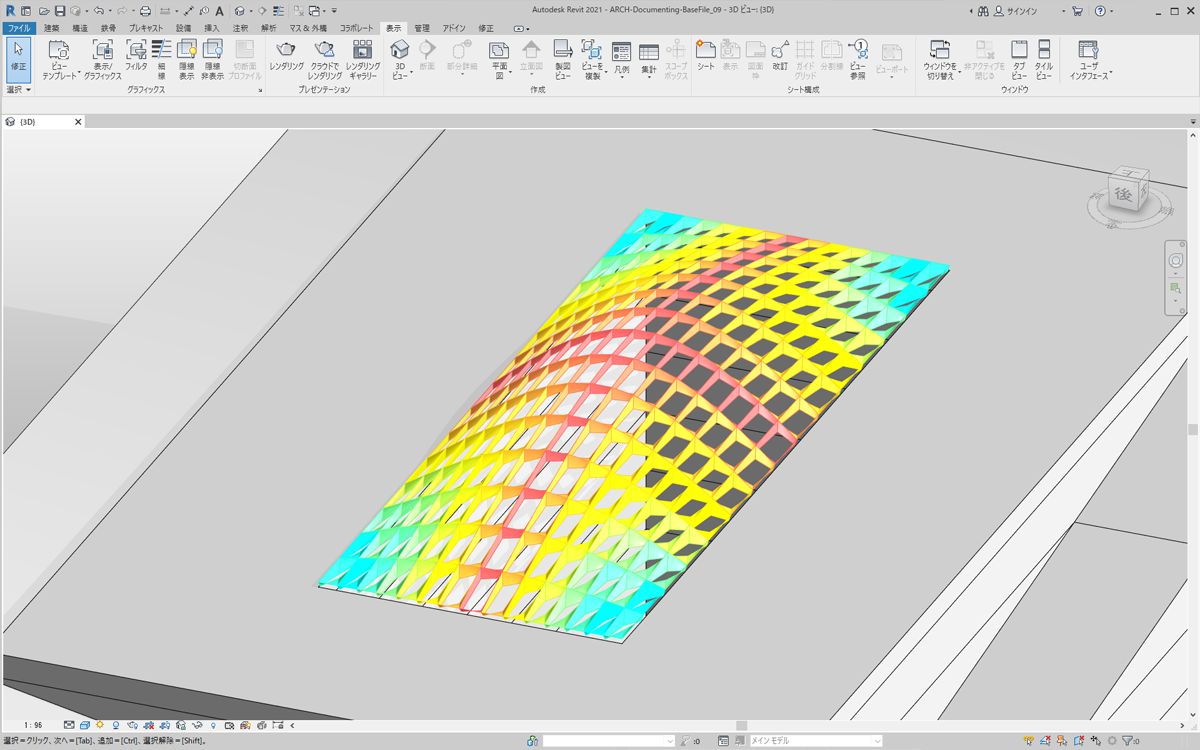 Autodesk Revit 2021 - ARCH-Documenting-BaseFile_09 - 3D ビュー: {3D}
サインイン
ファイル 建築 構造 鉄骨 プレキャスト 設備 挿入 注釈 解析 マス & 外構 コラボレート 表示 管理 アドイン 修正
修正
ビュー
テンプレート
表示/
グラフィックス
フィルタ
細
線
隠線
表示
隠線
非表示
切断面
プロファイル
レンダリング
クラウドで
レンダリング
レンダリング
ギャラリー
3D
ビュー
断面
部分詳細
平面
図
立面図
製図
ビュー
ビューを
複製
凡例
集計
スコープ
ボックス
シート
表示
図面
枠
改訂
ガイド
グリッド
分割線
ビュー
参照
ビューポート
ウィンドウを
切り替え
非アクティブを
閉じる
タブ
ビュー
タイル
ビュー
ユーザ
インタフェース
選択
グラフィックス
プレゼンテーション
作成
シート構成
ウィンドウ
{3D}
後
1 : 96
選択=クリック、次へ=[Tab]、追加=[Ctrl]、選択解除=[Shift]。
:0
メイン モデル
:0